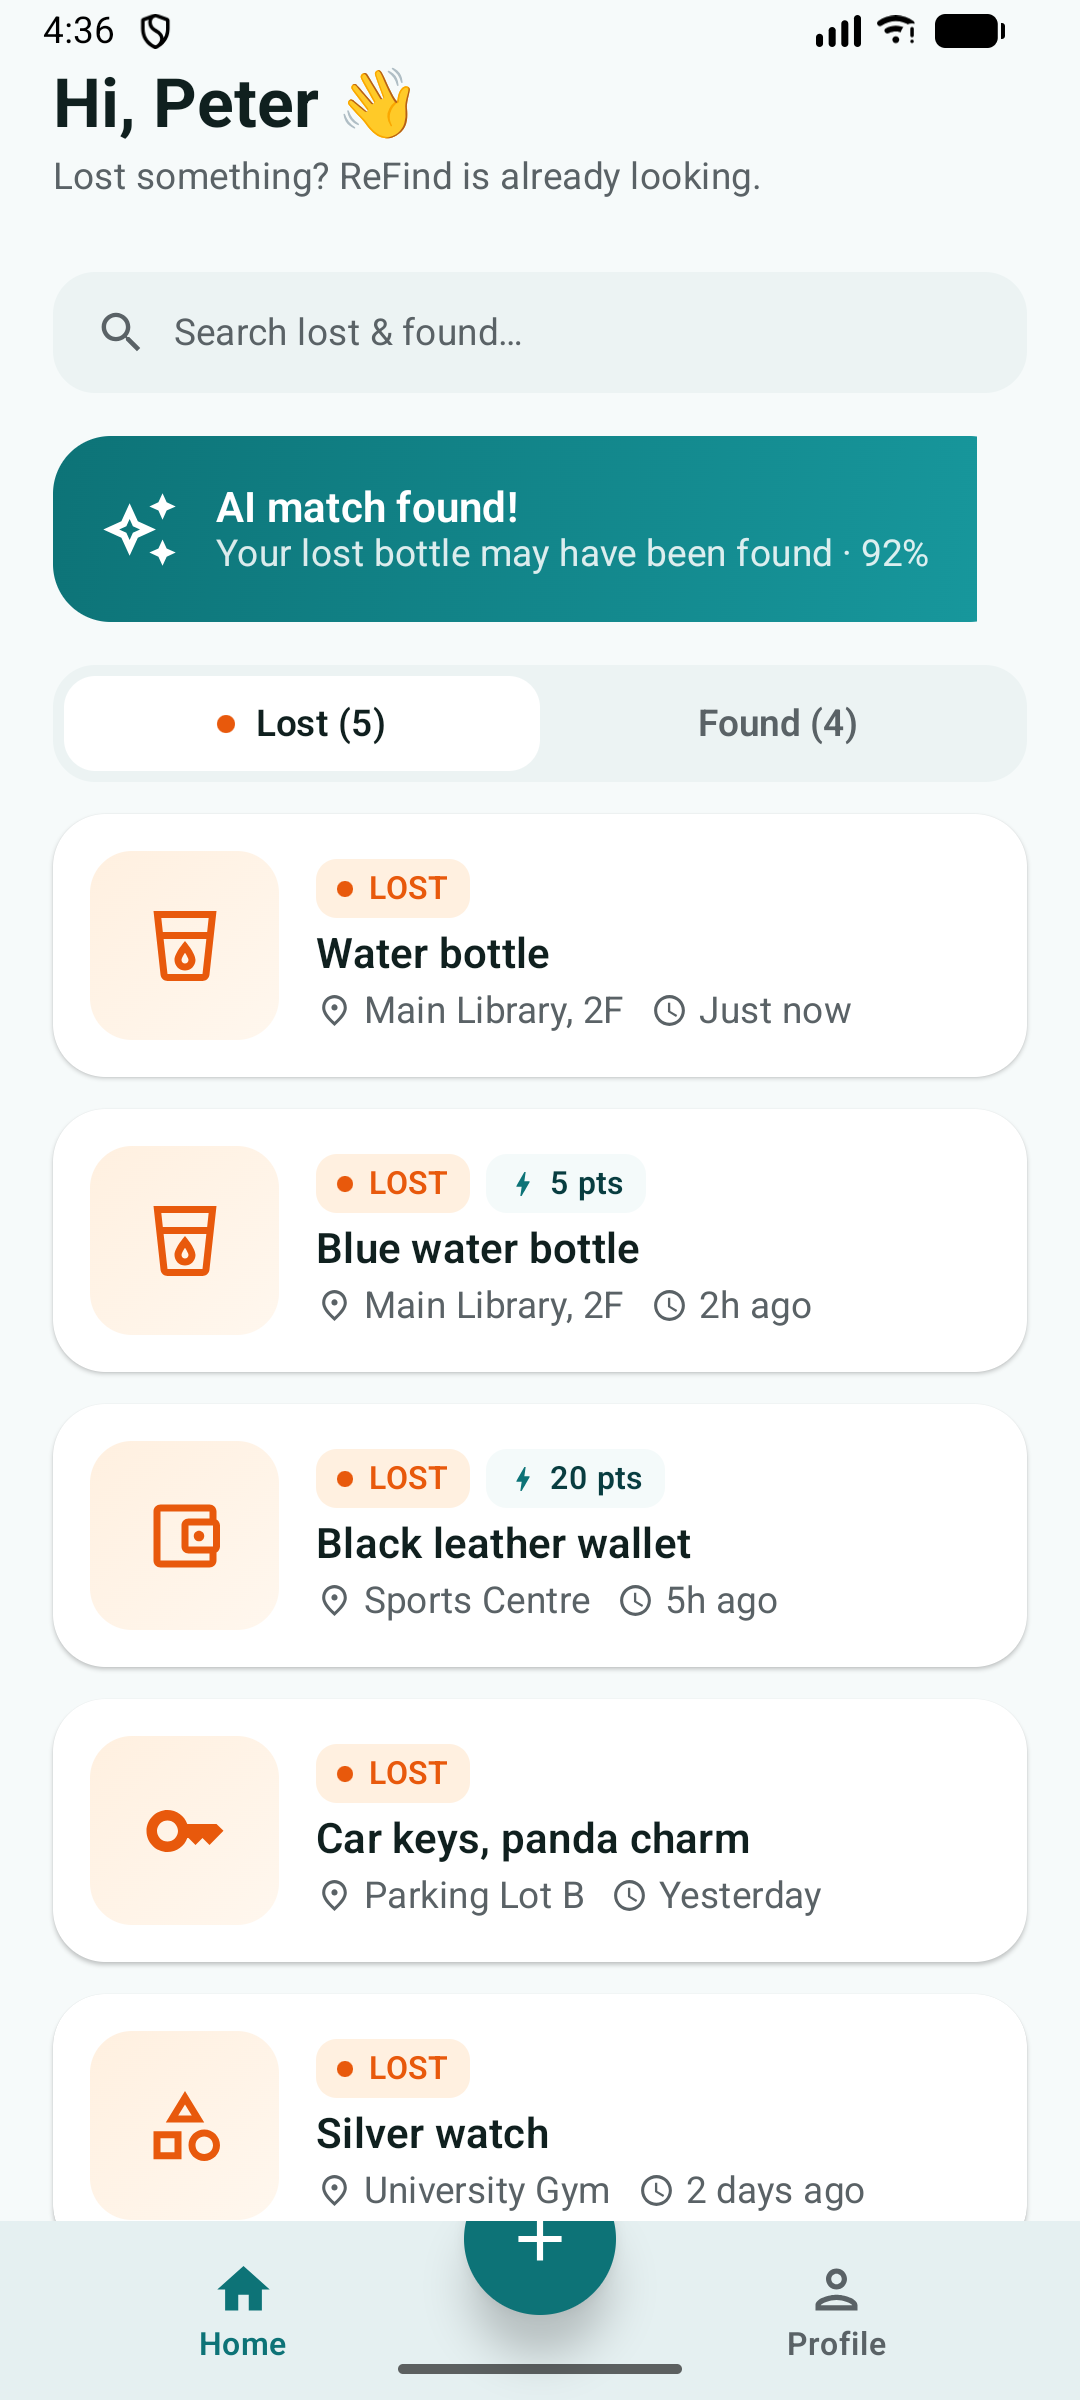 4:36
Hi, Peter 👋
Lost something? ReFind is already looking.
Search lost & found...
AI match found!
Your lost bottle may have been found · 92%
Lost (5)
Found (4)
LOST
Water bottle
Main Library, 2F Just now
LOST 5 pts
Blue water bottle
Main Library, 2F 2h ago
LOST 20 pts
Black leather wallet
Sports Centre 5h ago
LOST
Car keys, panda charm
Parking Lot B Yesterday
LOST
Silver watch
University Gym 2 days ago
Home
Profile